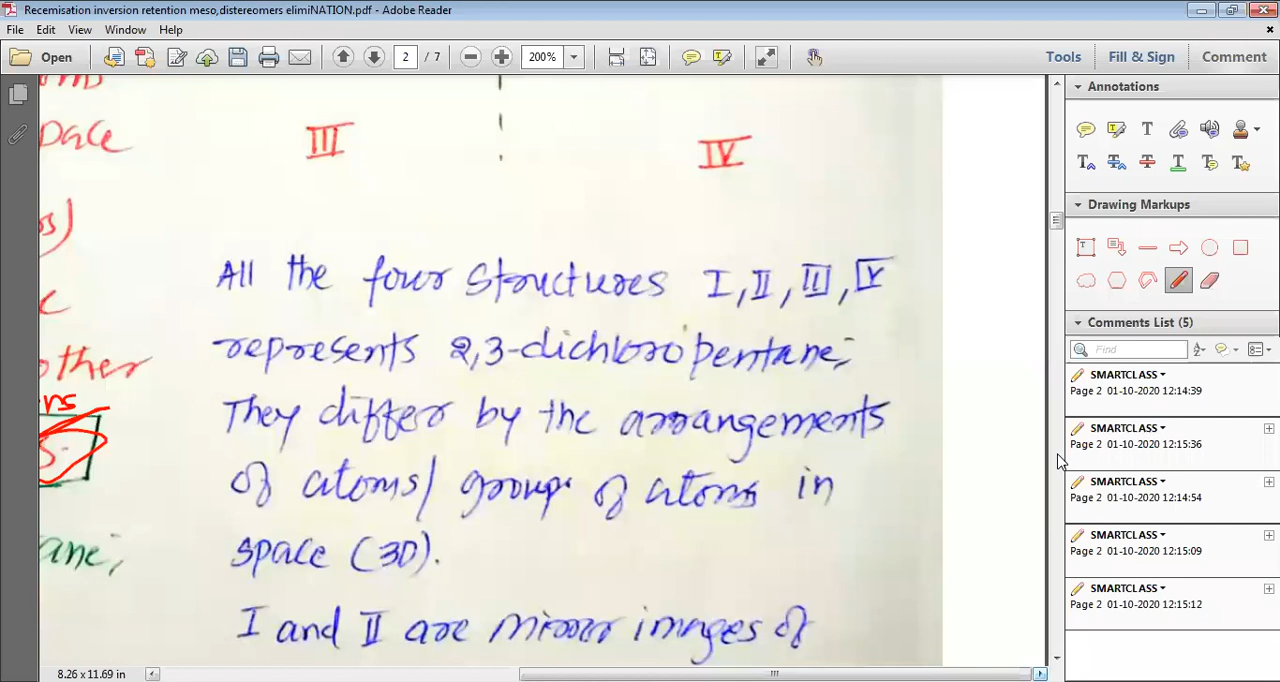 Recemisation inversion retention meso,distereomers elimiNATION.pdf - Adobe Reader
File Edit View Window Help
Open 2 / 7 200% Tools Fill & Sign Comment
Annotations
Drawing Markups
Comments List (5)
Find
SMARTCLASS
Page 2 01-10-2020 12:14:39
SMARTCLASS
Page 2 01-10-2020 12:15:36
SMARTCLASS
Page 2 01-10-2020 12:14:54
SMARTCLASS
Page 2 01-10-2020 12:15:09
SMARTCLASS
Page 2 01-10-2020 12:15:12
pace
III
IV
other
ane;
All the four structures I, II, III, IV
represents 2,3-dichloropentane;
They differ by the arrangements
of atoms/ group of atoms in
space (3D).
I and II are mirror images of
8.26 x 11.69 in